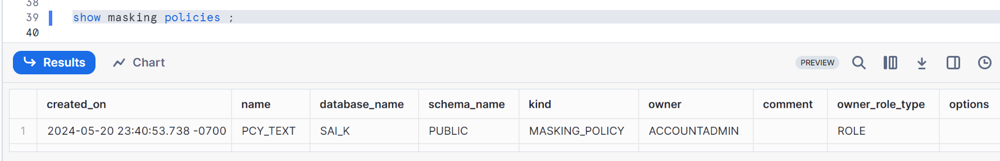 38
39 show masking policies ;
40
Results Chart PREVIEW
created_on name database_name schema_name kind owner comment owner_role_type options
1 2024-05-20 23:40:53.738 -0700 PCY_TEXT SAI_K PUBLIC MASKING_POLICY ACCOUNTADMIN ROLE